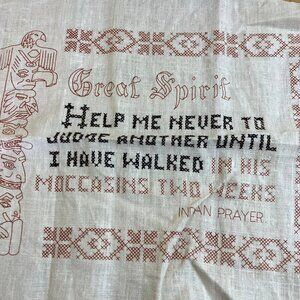 Great Spirit
HELP ME NEVER TO
JUDGE ANOTHER UNTIL
I HAVE WALKED IN HIS
MOCCASINS TWO WEEKS
INDIAN PRAYER